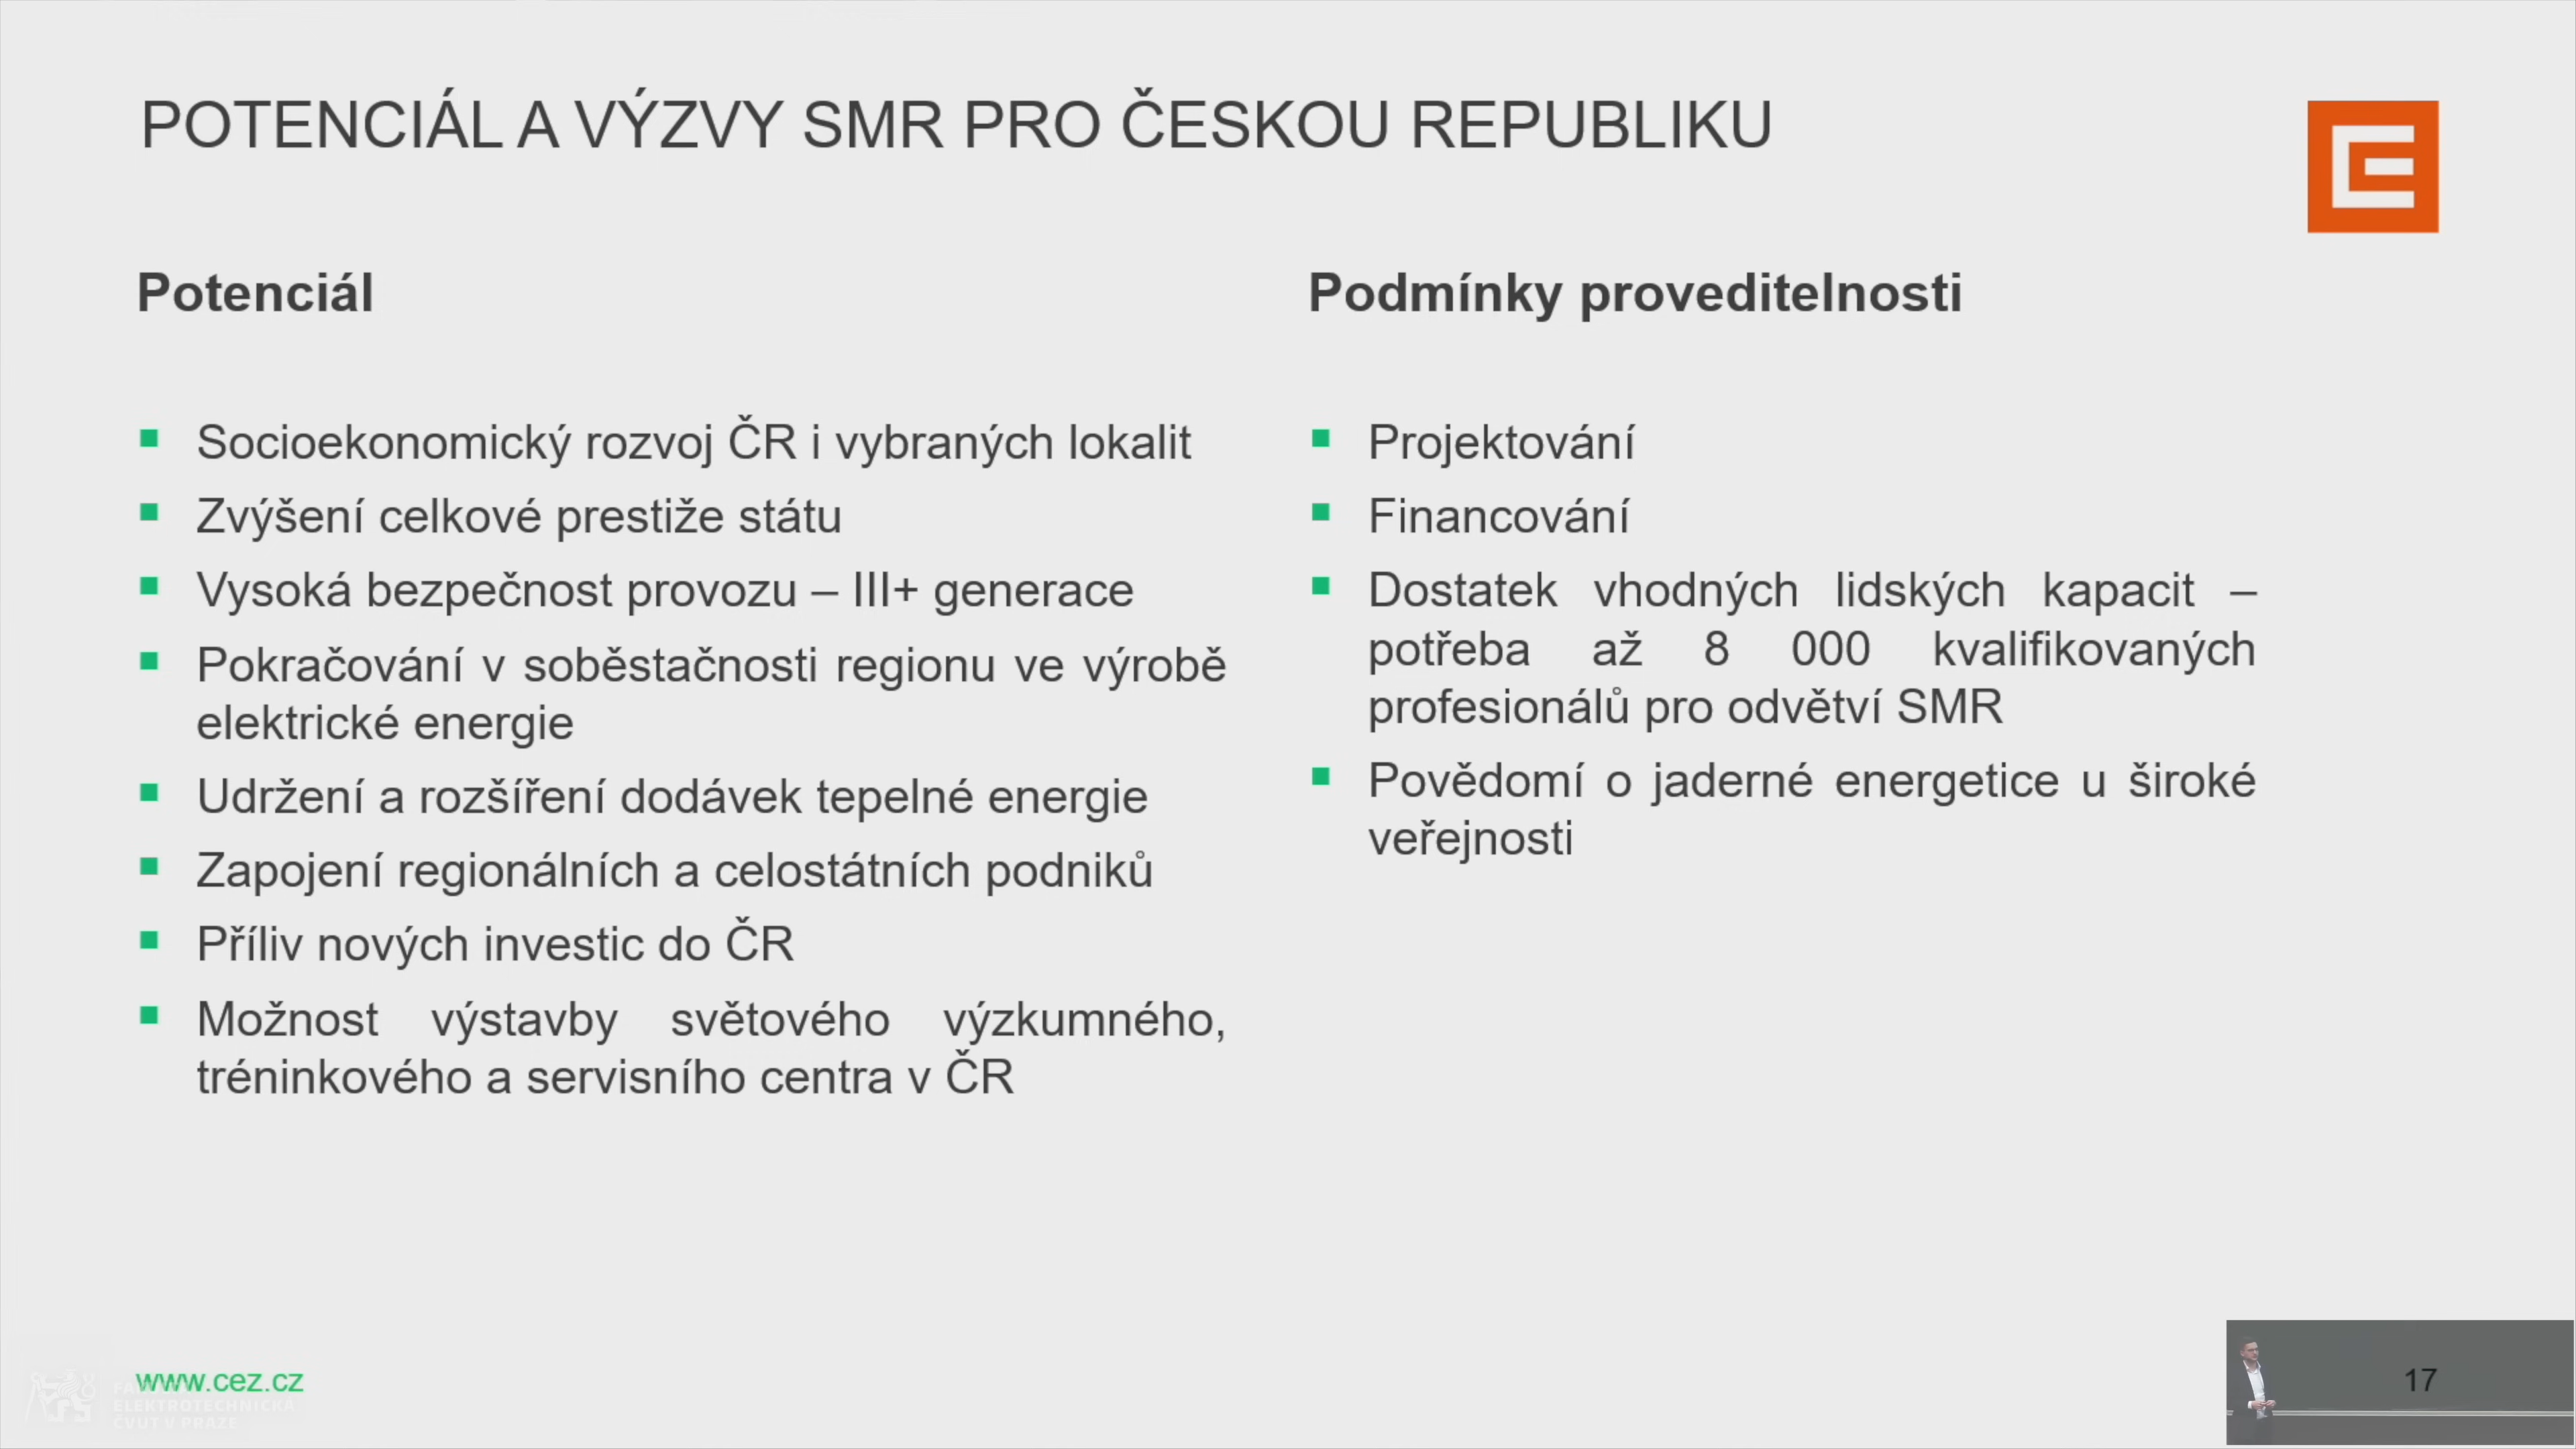 POTENCIÁL A VÝZVY SMR PRO ČESKOU REPUBLIKU
Potenciál
Socioekonomický rozvoj ČR i vybraných lokalit
Zvýšení celkové prestiže státu
Vysoká bezpečnost provozu – III+ generace
Pokračování v soběstačnosti regionu ve výrobě
elektrické energie
Udržení a rozšíření dodávek tepelné energie
Zapojení regionálních a celostátních podniků
Příliv nových investic do ČR
Možnost výstavby světového výzkumného,
tréninkového a servisního centra v ČR
Podmínky proveditelnosti
Projektování
Financování
Dostatek vhodných lidských kapacit –
potřeba až 8 000 kvalifikovaných
profesionálů pro odvětví SMR
Povědomí o jaderné energetice u široké
veřejnosti
www.cez.cz
ELEKTROTECHNICKÁ
ČVUT V PRAZE
17